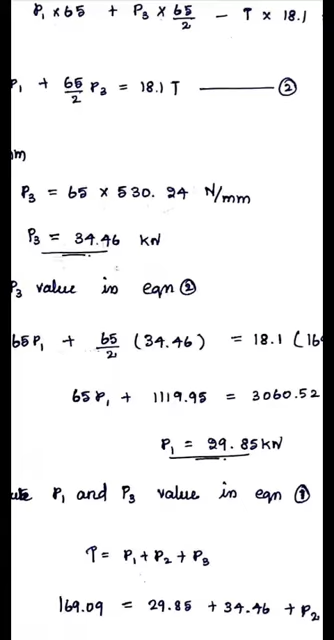 P₁ × 65 + P₃ × 65/2 − T × 18.1
P₁ + 65/2 P₃ = 18.1 T ——— ②
m
P₃ = 65 × 530.24 N/mm
P₃ = 34.46 kN
P₃ value in eqn ②
65P₁ + 65/2 (34.46) = 18.1 (16
65P₁ + 1119.95 = 3060.52
P₁ = 29.85 kN
ute P₁ and P₃ value in eqn ①
T = P₁ + P₂ + P₃
169.09 = 29.85 + 34.46 + P₂